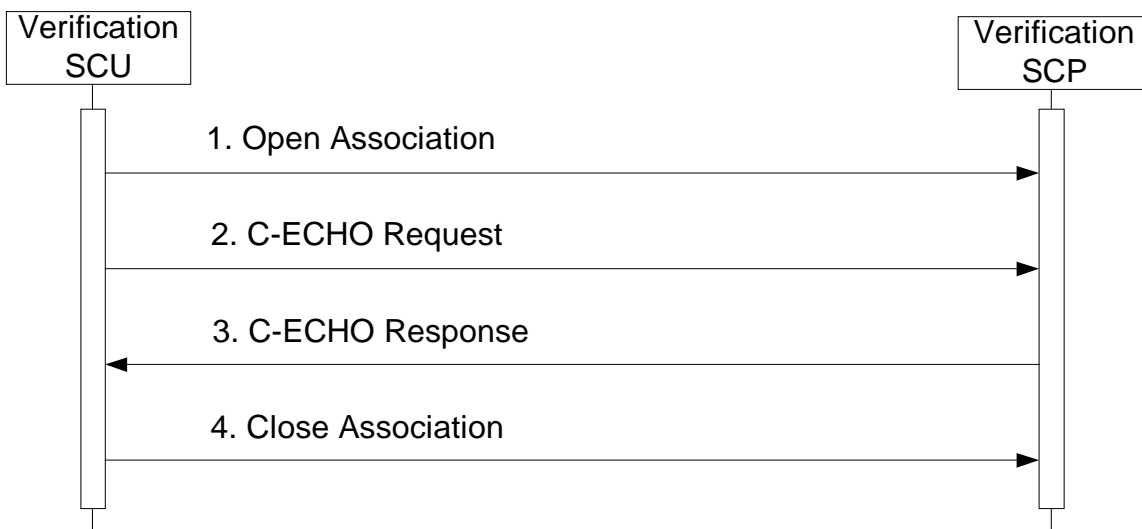 Verification
SCU
Verification
SCP
1. Open Association
2. C-ECHO Request
3. C-ECHO Response
4. Close Association